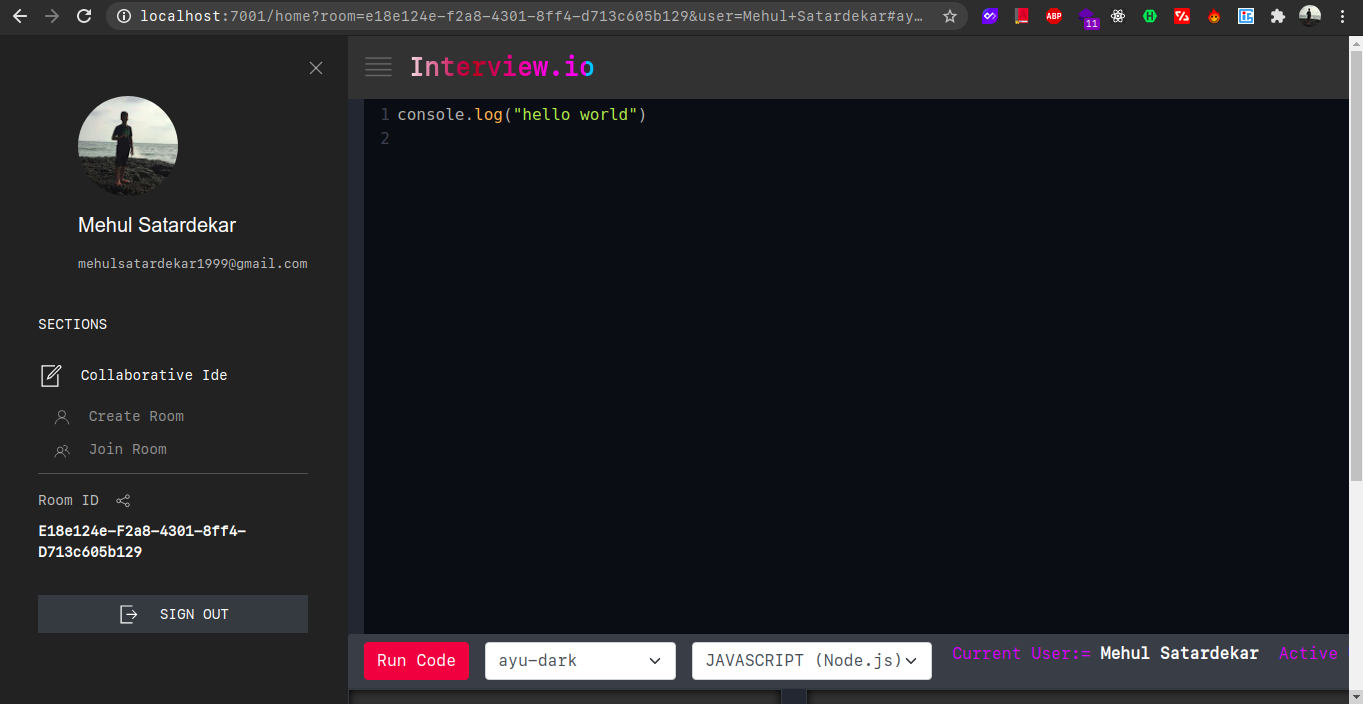 localhost:7001/home?room=e18e124e-f2a8-4301-8ff4-d713c605b129&user=Mehul+Satardekar#ay…
ABP
11
Interview.io
1 console.log("hello world")
2
Mehul Satardekar
mehulsatardekar1999@gmail.com
SECTIONS
Collaborative Ide
Create Room
Join Room
Room ID
E18e124e-F2a8-4301-8ff4-
D713c605b129
SIGN OUT
Run Code
ayu-dark
JAVASCRIPT (Node.js)
Current User:= Mehul Satardekar Active